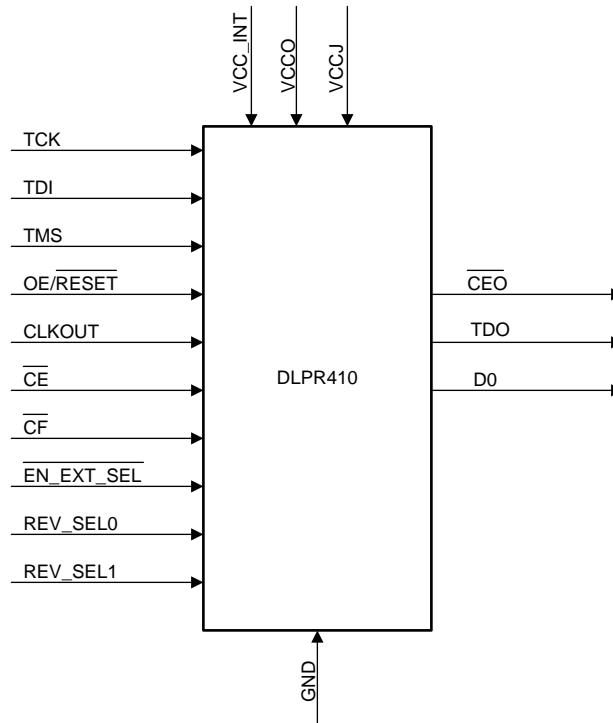 VCC_INT
VCCO
VCCJ
TCK
TDI
TMS
OE/RESET
CLKOUT
CE
CF
EN_EXT_SEL
REV_SEL0
REV_SEL1
DLPR410
CEO
TDO
D0
GND